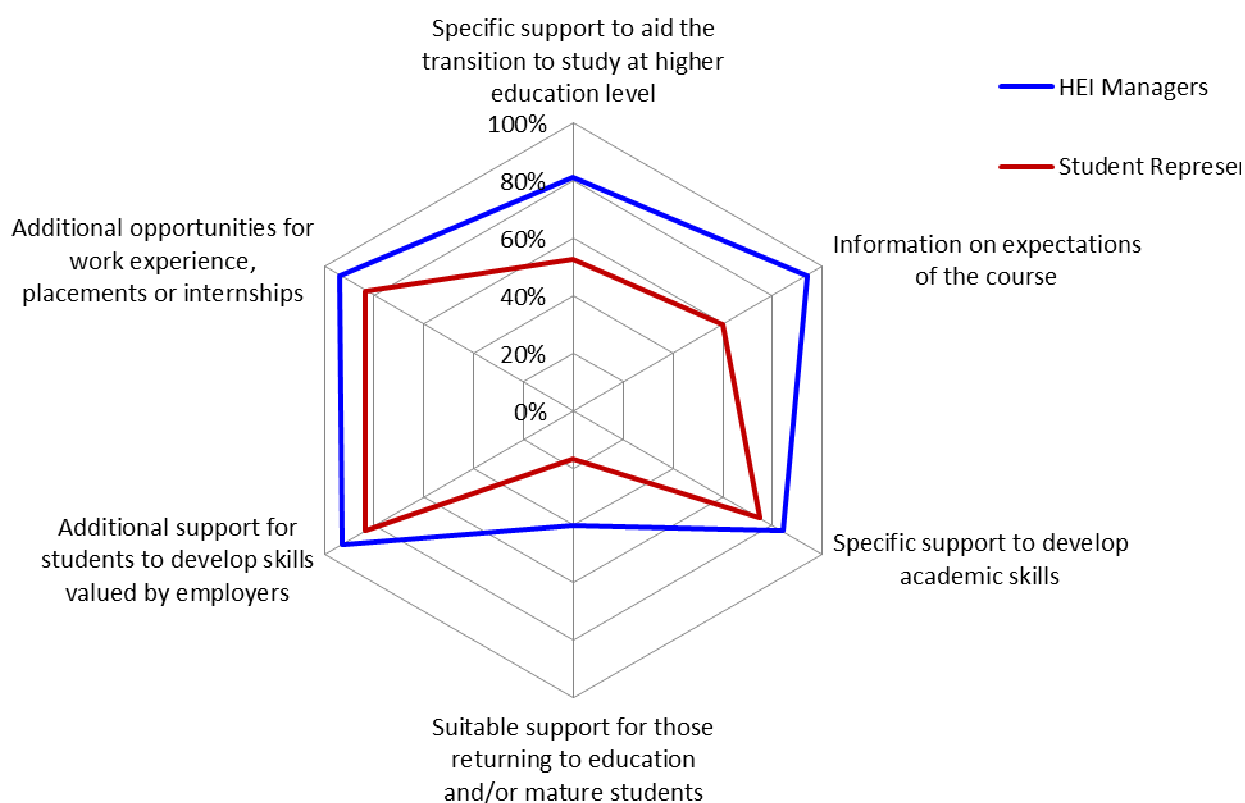 Specific support to aid the
transition to study at higher
education level
HEI Managers
Student Represe
100%
80%
60%
40%
20%
0%
Additional opportunities for
work experience,
placements or internships
Information on expectations
of the course
Additional support for
students to develop skills
valued by employers
Specific support to develop
academic skills
Suitable support for those
returning to education
and/or mature students